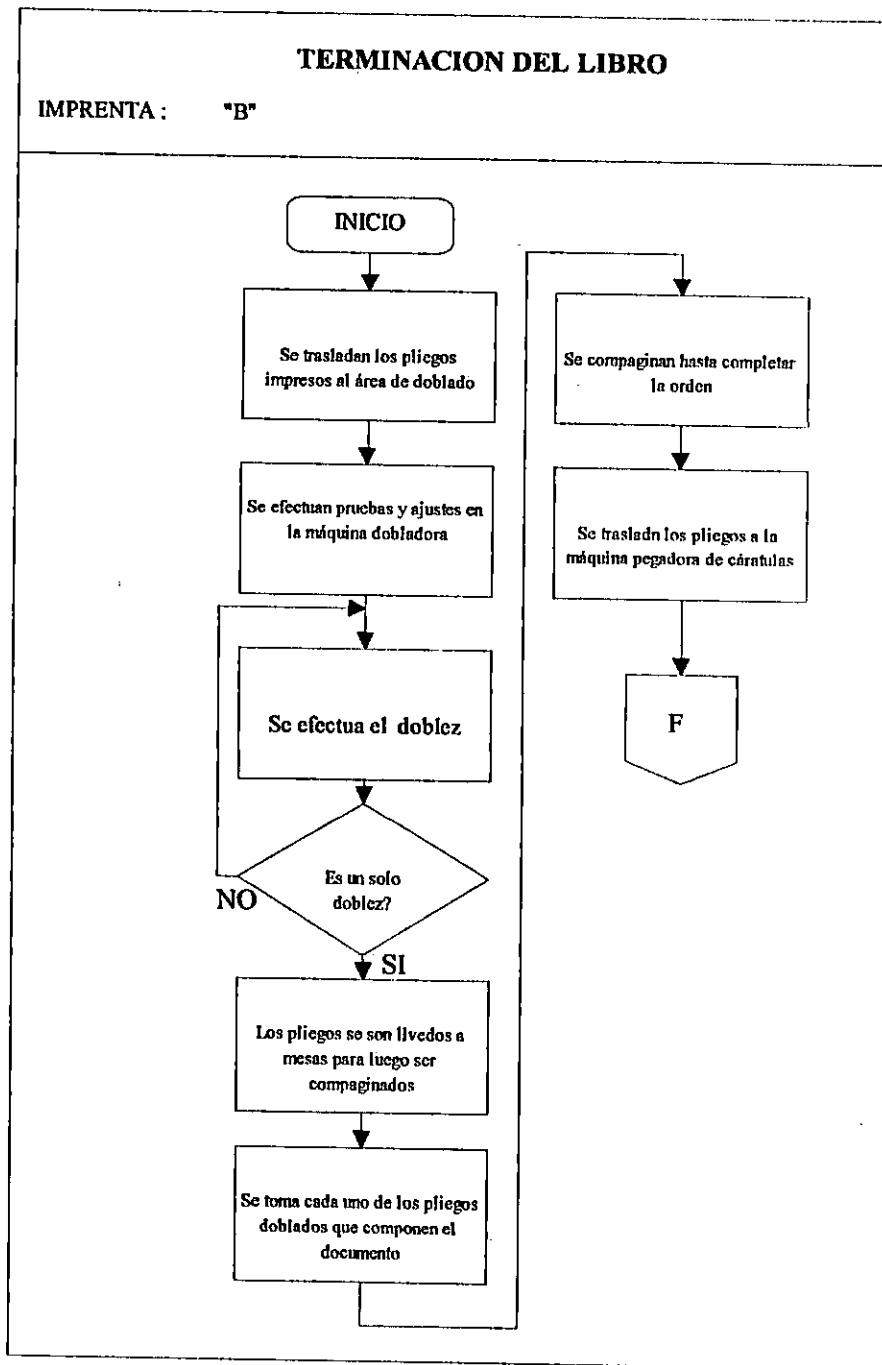 TERMINACION DEL LIBRO
IMPRENTA : "B"
INICIO
Se trasladan los pliegos
impresos al área de doblado
Se efectuan pruebas y ajustes en
la máquina dobladora
Se efectua el doblez
Es un solo
doblez?
NO
SI
Los pliegos se son llvedos a
mesas para luego ser
compaginados
Se toma cada uno de los pliegos
doblados que componen el
documento
Se compaginan hasta completar
la orden
Se trasladn los pliegos a la
máquina pegadora de cáratulas
F